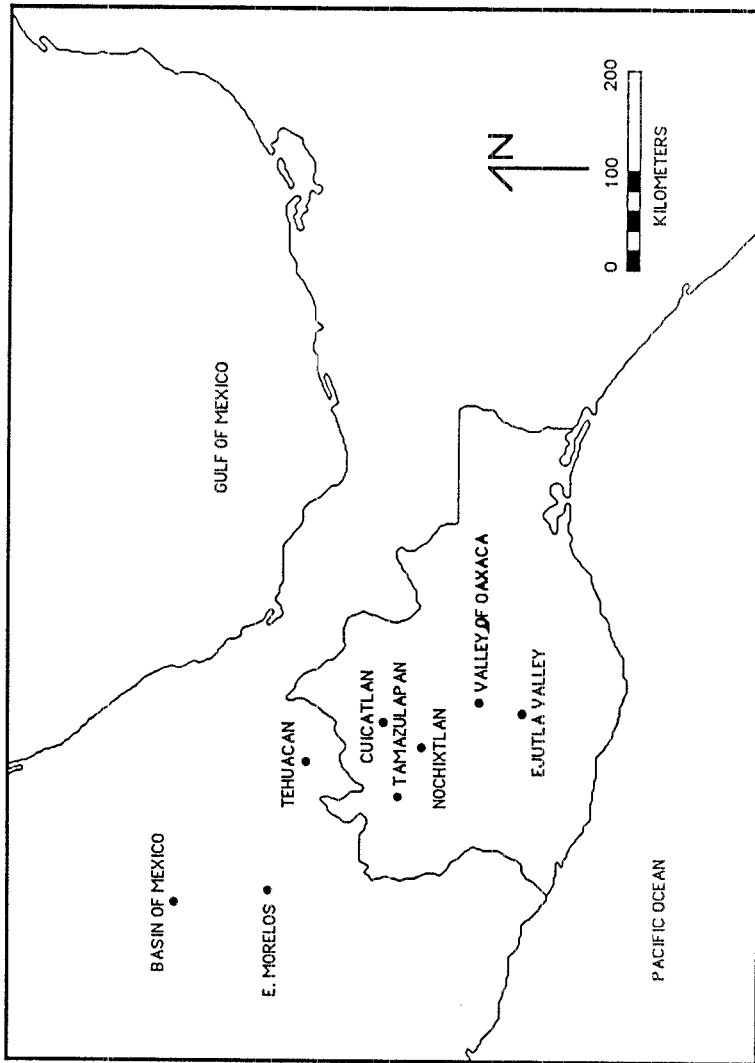 GULF OF MEXICO
BASIN OF MEXICO
E. MORELOS
TEHUACAN
CUICATLAN
TAMAZULAPAN
NOCHIXTLAN
VALLEY OF OAXACA
EJUTLA VALLEY
PACIFIC OCEAN
N
0 100 200
KILOMETERS